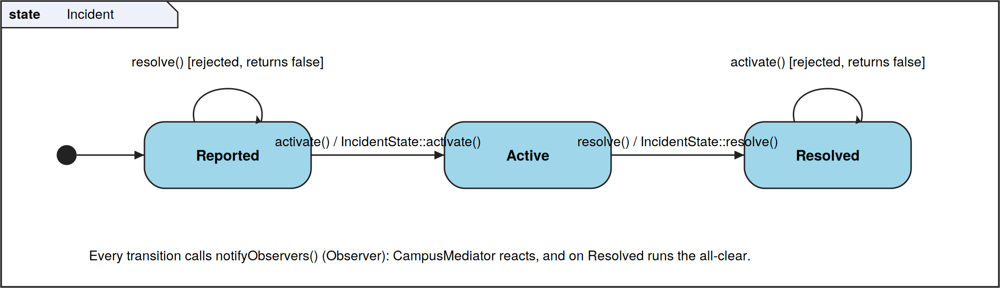 state Incident
resolve() [rejected, returns false]
activate() [rejected, returns false]
activate() / IncidentState::activate()
resolve() / IncidentState::resolve()
Reported
Active
Resolved
Every transition calls notifyObservers() (Observer): CampusMediator reacts, and on Resolved runs the all-clear.